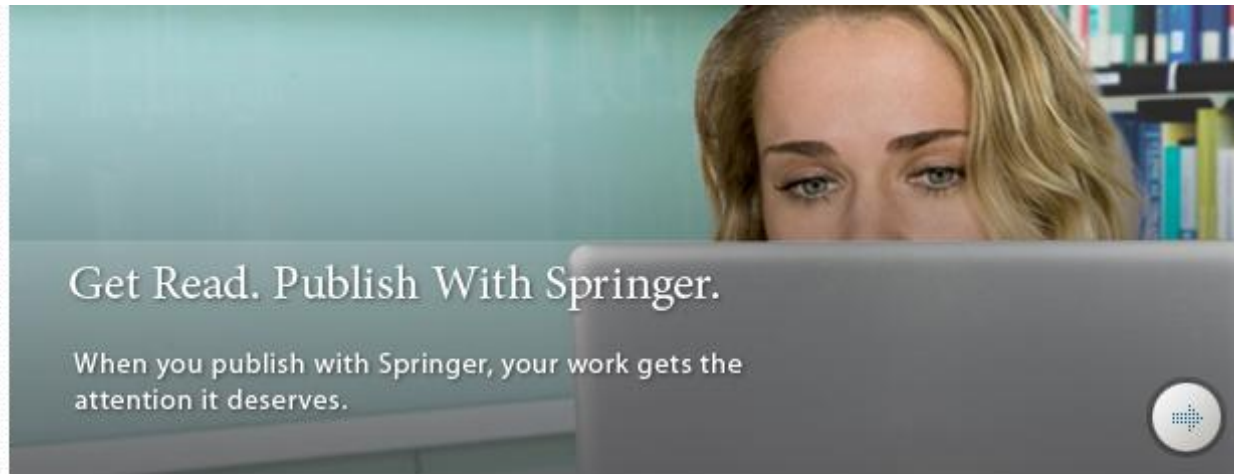 Get Read. Publish With Springer.
When you publish with Springer, your work gets the
attention it deserves.